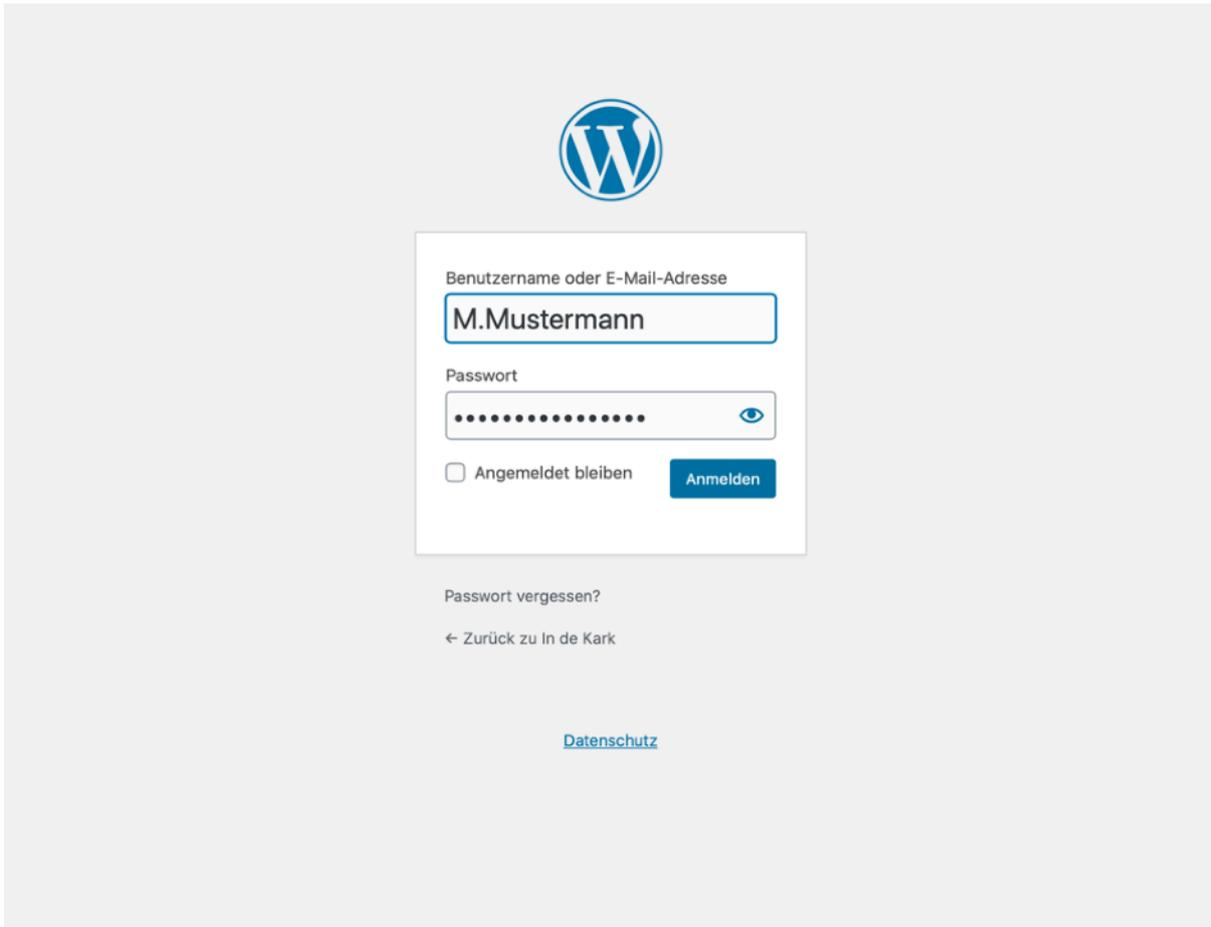 Benutzername oder E-Mail-Adresse
M.Mustermann
Passwort
••••••••••••••••
Angemeldet bleiben
Anmelden
Passwort vergessen?
← Zurück zu In de Kark
Datenschutz